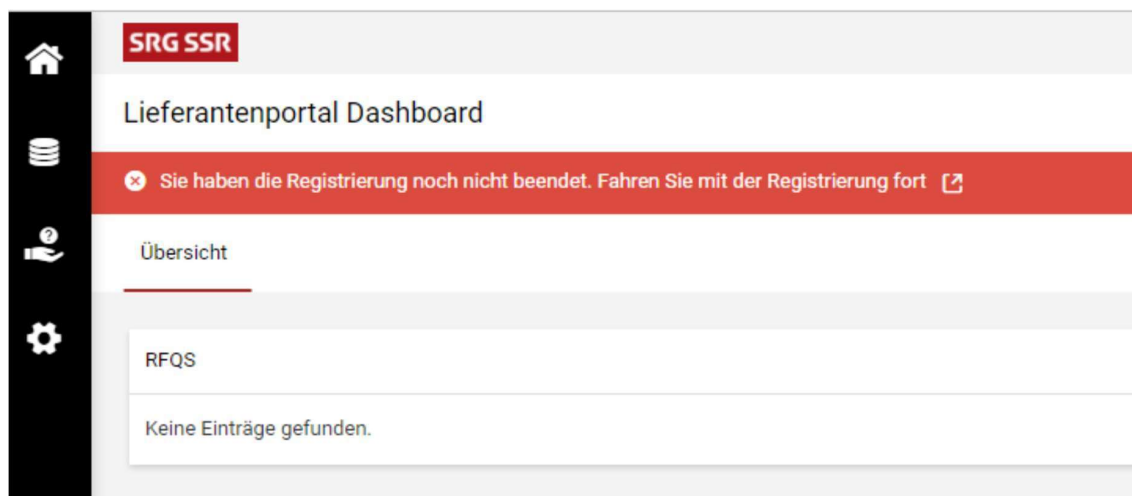 SRG SSR
Lieferantenportal Dashboard
Sie haben die Registrierung noch nicht beendet. Fahren Sie mit der Registrierung fort
Übersicht
RFQS
Keine Einträge gefunden.